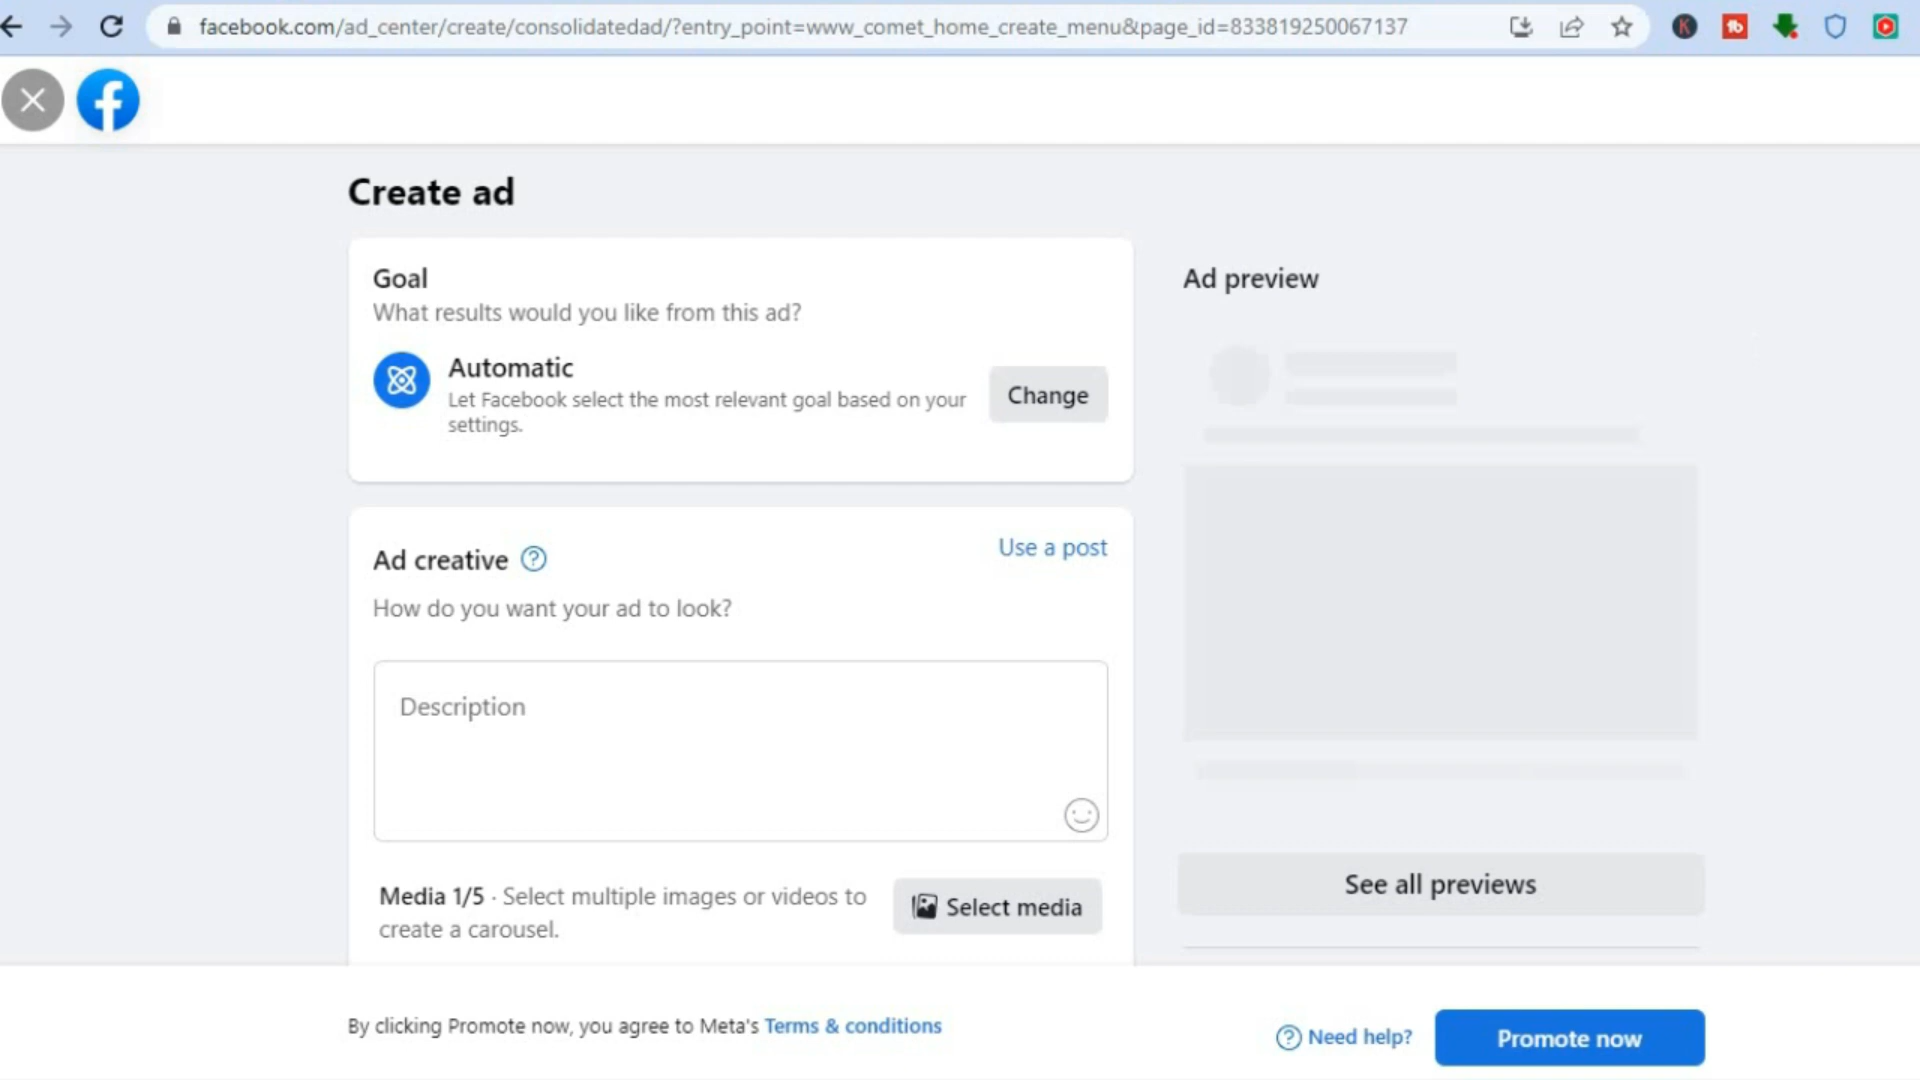 facebook.com/ad_center/create/consolidatedad/?entry_point=www_comet_home_create_menu&page_id=833819250067137
Create ad
Goal
What results would you like from this ad?
Automatic
Let Facebook select the most relevant goal based on your
settings.
Change
Ad creative
Use a post
How do you want your ad to look?
Description
Media 1/5 · Select multiple images or videos to
create a carousel.
Select media
Ad preview
See all previews
By clicking Promote now, you agree to Meta's Terms & conditions
Need help?
Promote now